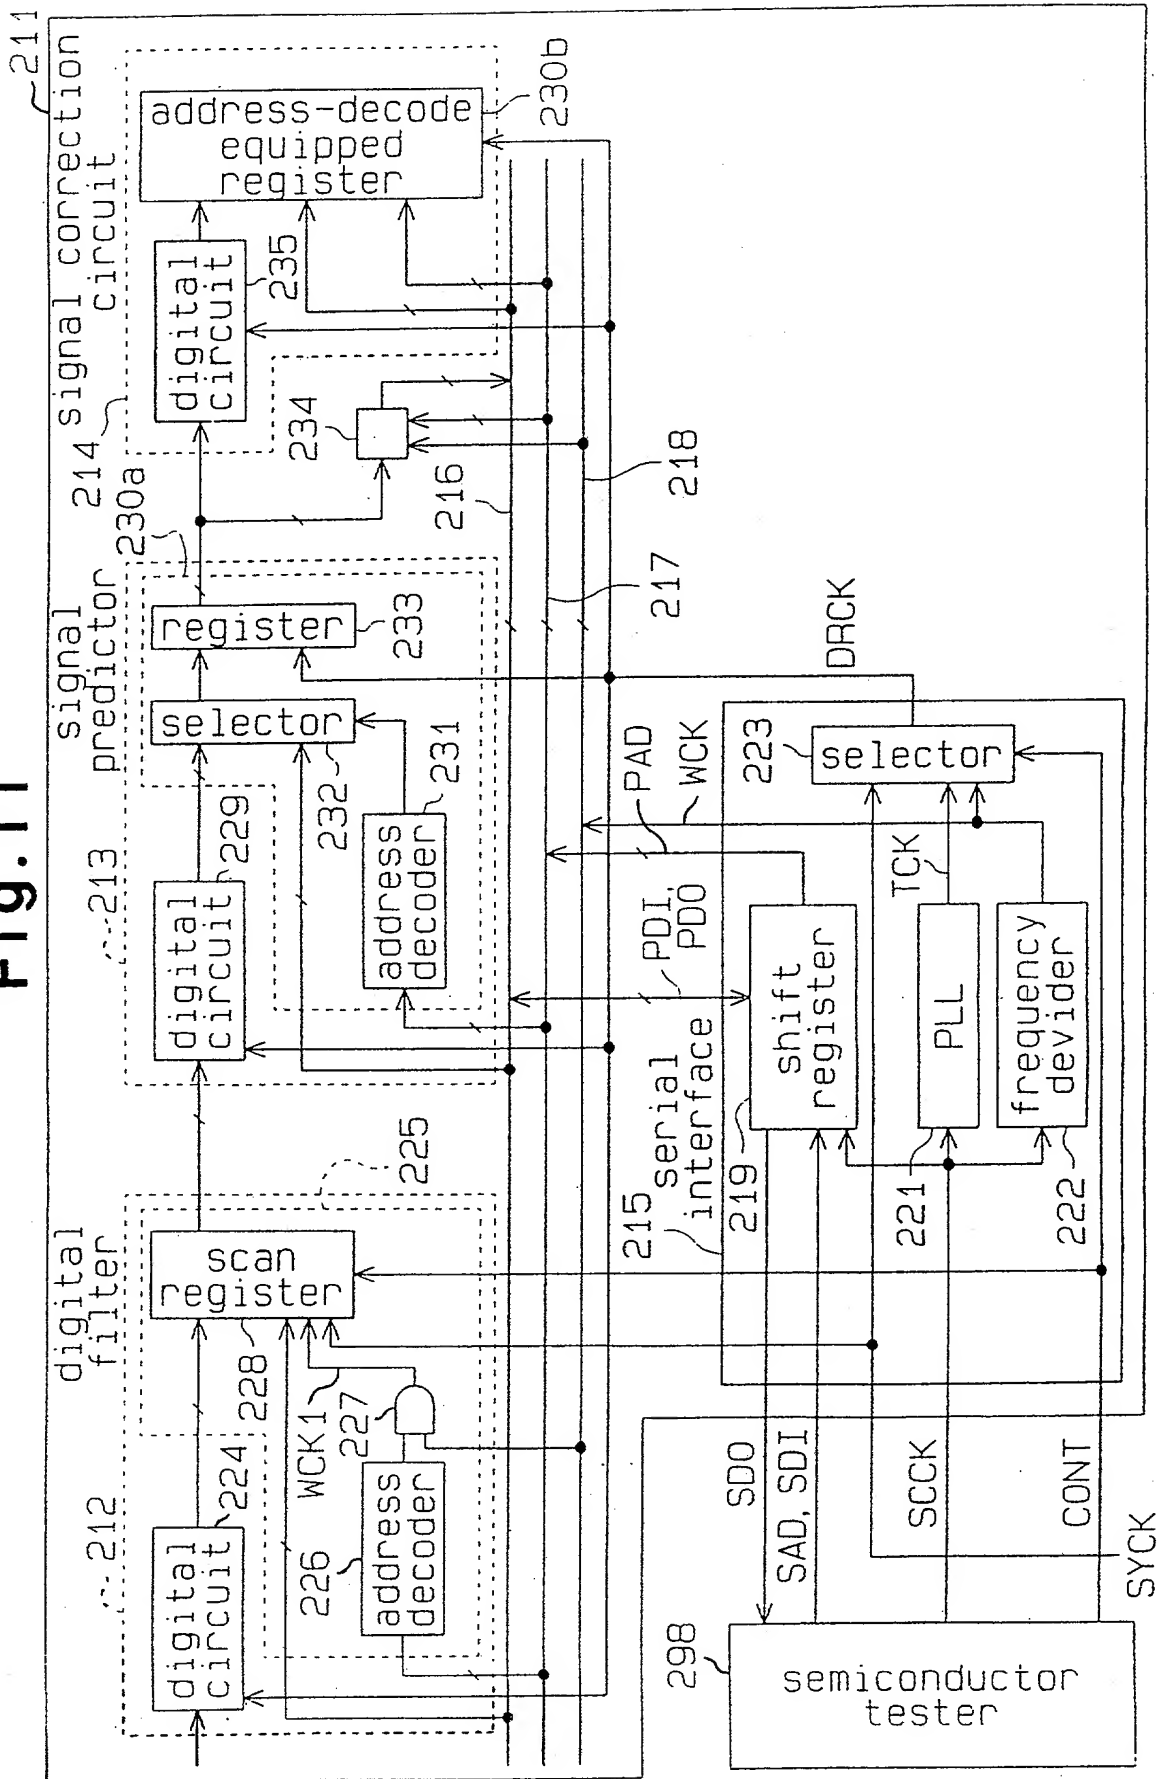 Fig.11
211
digital
filter
signal
predictor
signal correction
circuit
212
213
214
digital
circuit
224
scan
register
228
225
WCK1
227
226
address
decoder
digital
circuit
229
selector
232
register
233
230a
address
decoder
231
digital
circuit
235
address-decode
equipped
register
230b
234
216
217
218
215
serial
interface
219
shift
register
PDI,
PDO
PAD
WCK
DRCK
223
selector
TCK
221
PLL
222
frequency
devider
SDO
SAD, SDI
SCCK
CONT
SYCK
298
semiconductor
tester